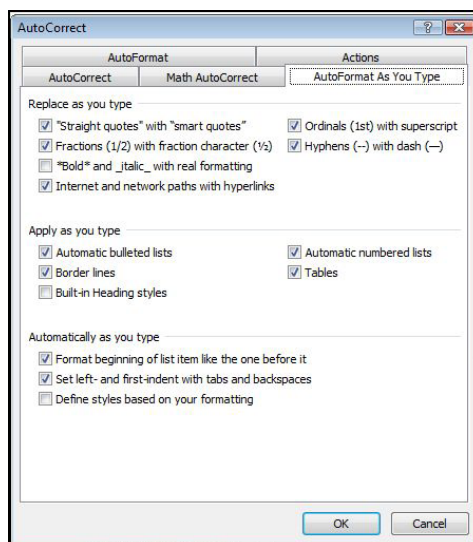 AutoCorrect
AutoFormat Actions
AutoCorrect Math AutoCorrect AutoFormat As You Type
Replace as you type
"Straight quotes" with “smart quotes” Ordinals (1st) with superscript
Fractions (1/2) with fraction character (½) Hyphens (--) with dash (—)
*Bold* and _italic_ with real formatting
Internet and network paths with hyperlinks
Apply as you type
Automatic bulleted lists Automatic numbered lists
Border lines Tables
Built-in Heading styles
Automatically as you type
Format beginning of list item like the one before it
Set left- and first-indent with tabs and backspaces
Define styles based on your formatting
OK Cancel